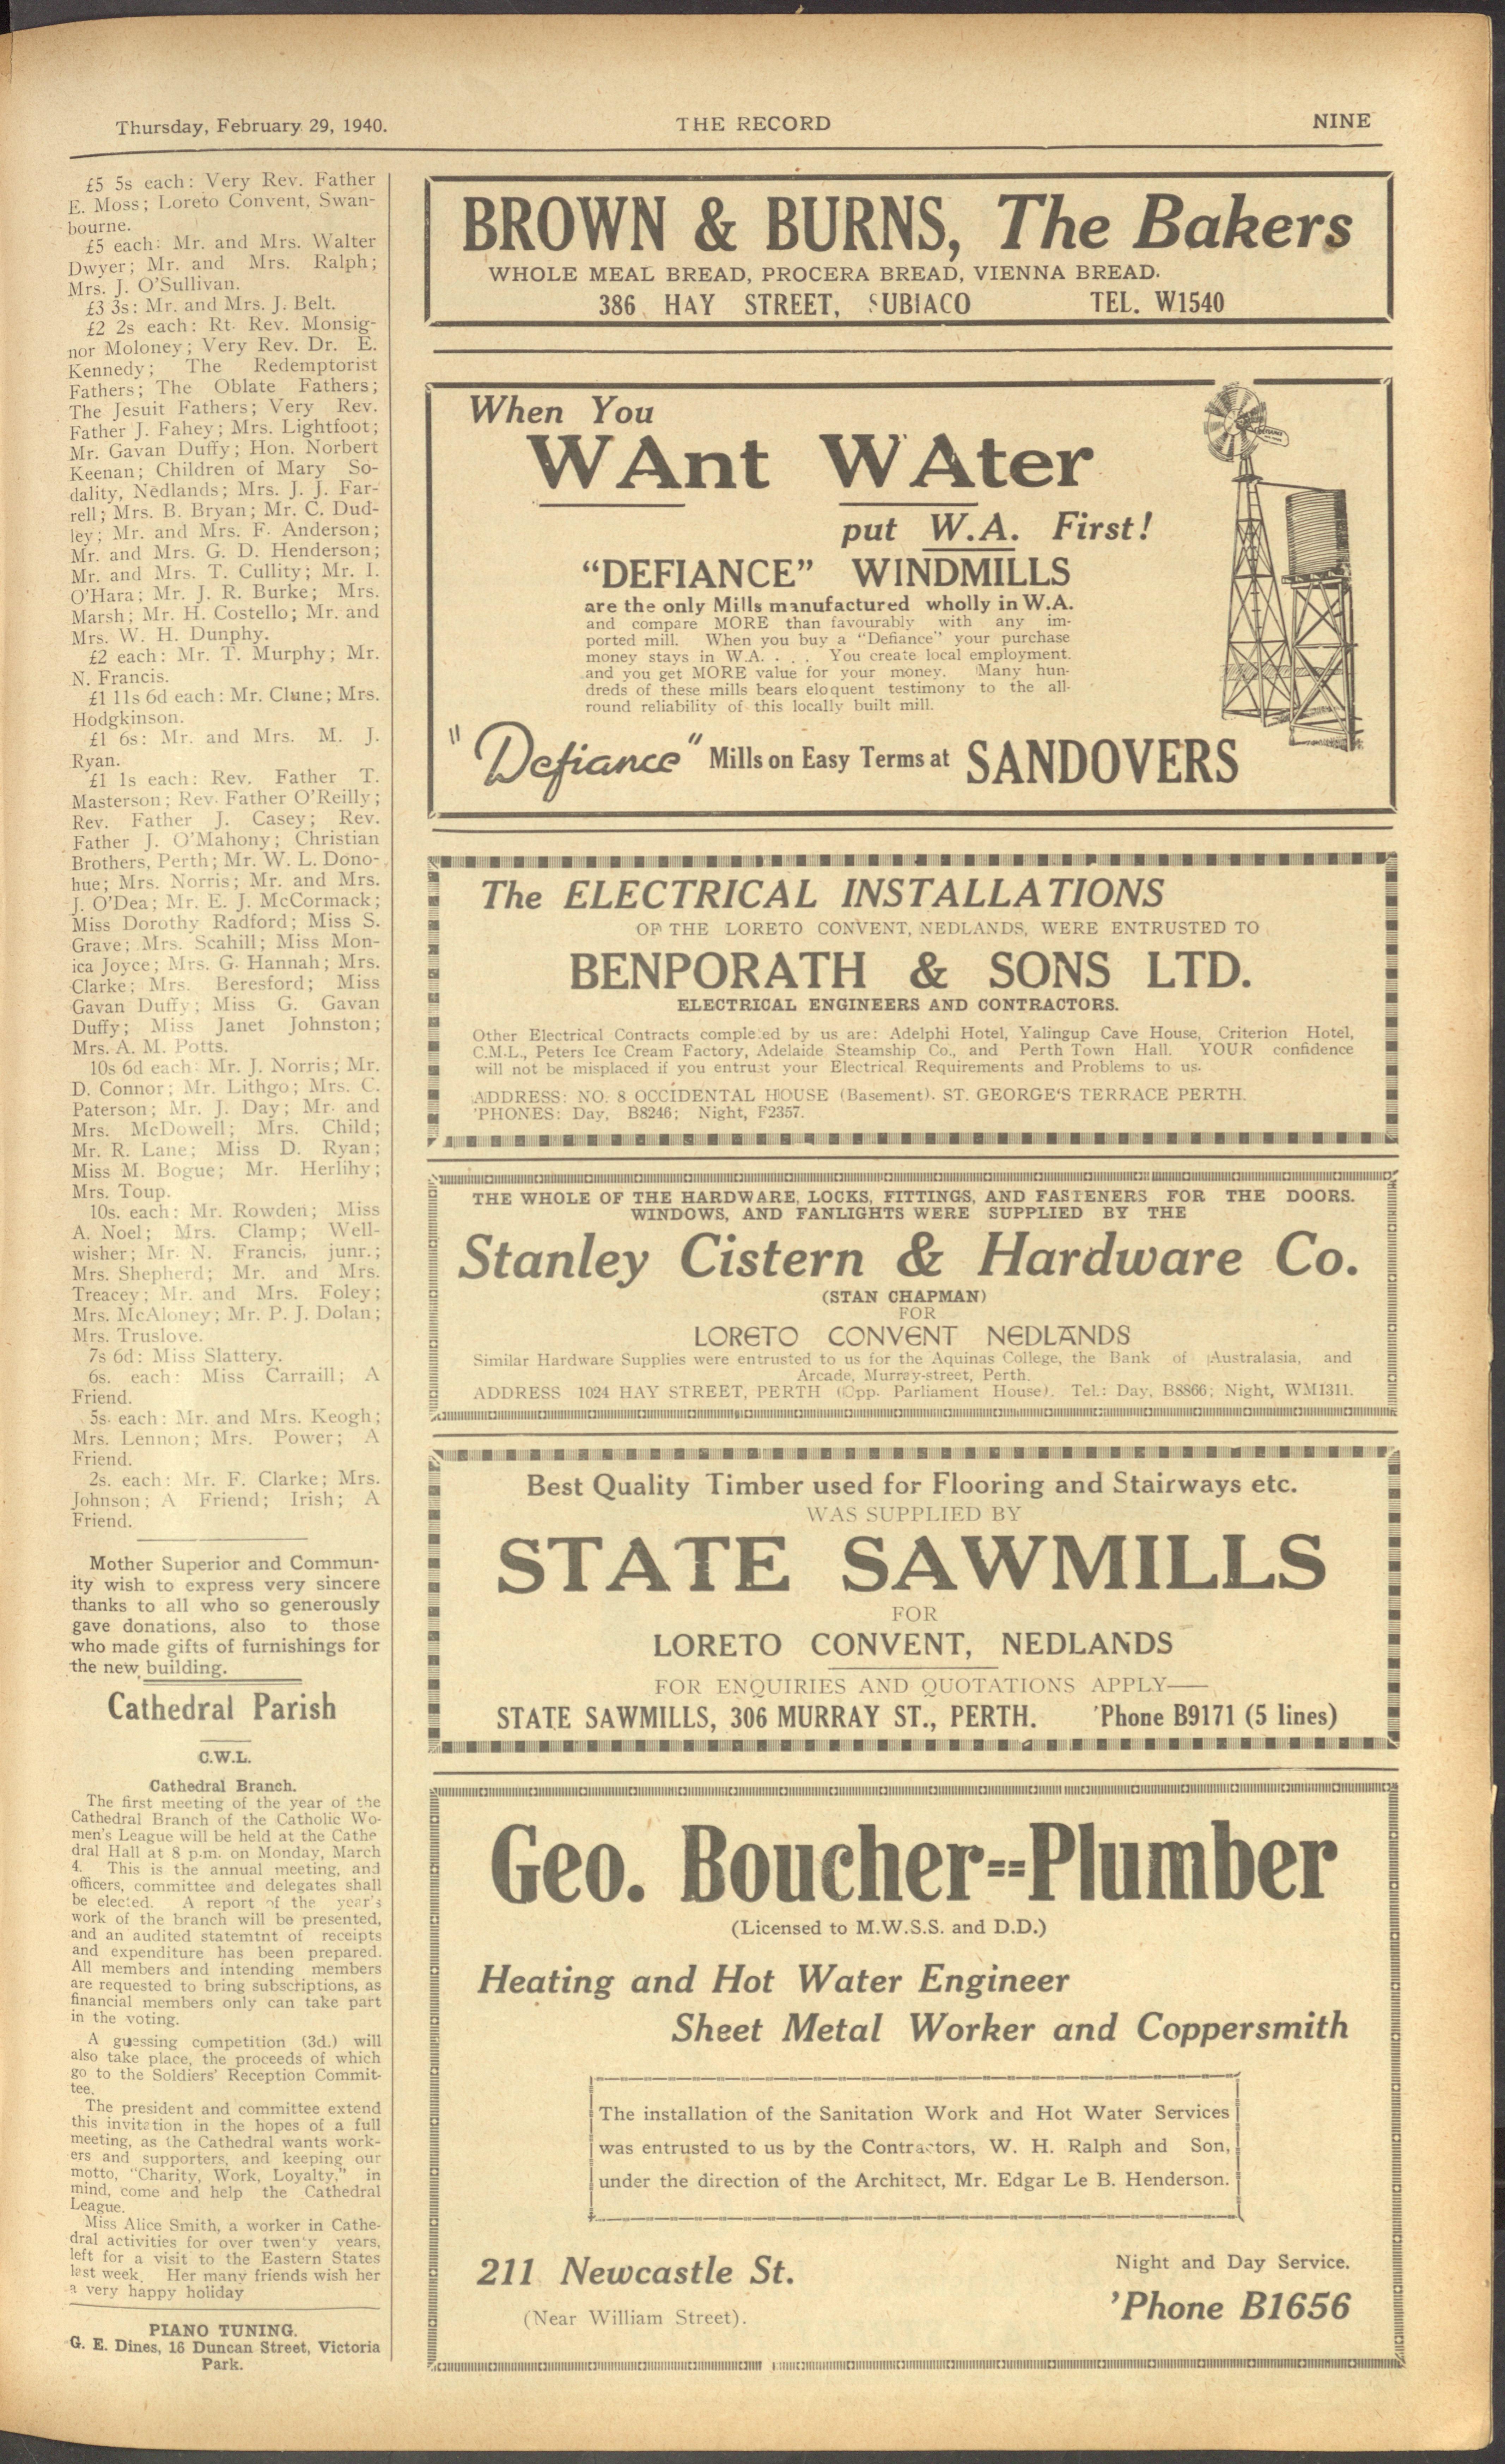 Thursday, February 29, 1940.
THE RECORD
NINE
£5 5s each: Very Rev. Father
E. Moss; Loreto Convent, Swan-
bourne.
£5 each: Mr. and Mrs. Walter
Dwyer; Mr. and Mrs. Ralph;
Mrs. J. O'Sullivan.
£3 3s: Mr. and Mrs. J. Belt.
£2 2s each: Rt. Rev. Monsig-
nor Moloney; Very Rev. Dr. E.
Kennedy; The Redemptorist
Fathers; The Oblate Fathers;
The Jesuit Fathers; Very Rev.
Father J. Fahey; Mrs. Lightfoot;
Mr. Gavan Duffy; Hon. Norbert
Keenan; Children of Mary So-
dality, Nedlands; Mrs. J. J. Far-
rell; Mrs. B. Bryan; Mr. C. Dud-
ley; Mr. and Mrs. F. Anderson;
Mr. and Mrs. G. D. Henderson;
Mr. and Mrs. T. Cullity; Mr. I.
O'Hara; Mr. J. R. Burke; Mrs.
Marsh; Mr. H. Costello; Mr. and
Mrs. W. H. Dunphy.
£2 each: Mr. T. Murphy; Mr.
N. Francis.
£1 11s 6d each: Mr. Clune; Mrs.
Hodgkinson.
£1 6s: Mr. and Mrs. M. J.
Ryan.
£1 1s each: Rev. Father T.
Masterson; Rev. Father O'Reilly;
Rev. Father J. Casey; Rev.
Father J. O'Mahony; Christian
Brothers, Perth; Mr. W. L. Dono-
hue; Mrs. Norris; Mr. and Mrs.
J. O'Dea; Mr. E. J. McCormack;
Miss Dorothy Radford; Miss S.
Grave; Mrs. Scahill; Miss Mon-
ica Joyce; Mrs. G. Hannah; Mrs.
Clarke; Mrs. Beresford; Miss
Gavan Duffy; Miss G. Gavan
Duffy; Miss Janet Johnston;
Mrs. A. M. Potts.
10s 6d each: Mr. J. Norris; Mr.
D. Connor; Mr. Lithgo; Mrs. C.
Paterson; Mr. J. Day; Mr. and
Mrs. McDowell; Mrs. Child;
Mr. R. Lane; Miss D. Ryan;
Miss M. Bogue; Mr. Herlihy;
Mrs. Toup.
10s. each: Mr. Rowden; Miss
A. Noel; Mrs. Clamp; Well-
wisher; Mr. N. Francis, junr.;
Mrs. Shepherd; Mr. and Mrs.
Treacey; Mr. and Mrs. Foley;
Mrs. McAloney; Mr. P. J. Dolan;
Mrs. Truslove.
7s 6d: Miss Slattery.
6s. each: Miss Carraill; A
Friend.
5s. each: Mr. and Mrs. Keogh;
Mrs. Lennon; Mrs. Power; A
Friend.
2s. each: Mr. F. Clarke; Mrs.
Johnson; A Friend; Irish; A
Friend.
Mother Superior and Commun-
ity wish to express very sincere
thanks to all who so generously
gave donations, also to those
who made gifts of furnishings for
the new building.
Cathedral Parish
C.W.L.
Cathedral Branch.
The first meeting of the year of the
Cathedral Branch of the Catholic Wo-
men's League will be held at the Cathe
dral Hall at 8 p.m. on Monday, March
4. This is the annual meeting, and
officers, committee and delegates shall
be elected. A report of the year's
work of the branch will be presented,
and an audited statemtnt of receipts
and expenditure has been prepared.
All members and intending members
are requested to bring subscriptions, as
financial members only can take part
in the voting.
A guessing competition (3d.) will
also take place, the proceeds of which
go to the Soldiers' Reception Commit-
tee.
The president and committee extend
this invitation in the hopes of a full
meeting, as the Cathedral wants work-
ers and supporters, and keeping our
motto, "Charity, Work, Loyalty," in
mind, come and help the Cathedral
League.
Miss Alice Smith, a worker in Cathe-
dral activities for over twenty years,
left for a visit to the Eastern States
last week. Her many friends wish her
a very happy holiday
PIANO TUNING.
G. E. Dines, 16 Duncan Street, Victoria
Park.
BROWN & BURNS, The Bakers
WHOLE MEAL BREAD, PROCERA BREAD, VIENNA BREAD.
386 HAY STREET, SUBIACO TEL. W1540
When You
WAnt WAter
put W.A. First!
"DEFIANCE" WINDMILLS
are the only Mills manufactured wholly in W.A.
and compare MORE than favourably with any im-
ported mill. When you buy a "Defiance" your purchase
money stays in W.A. . . . You create local employment.
and you get MORE value for your money. Many hun-
dreds of these mills bears eloquent testimony to the all-
round reliability of this locally built mill.
"Defiance" Mills on Easy Terms at SANDOVERS
The ELECTRICAL INSTALLATIONS
OF THE LORETO CONVENT, NEDLANDS, WERE ENTRUSTED TO
BENPORATH & SONS LTD.
ELECTRICAL ENGINEERS AND CONTRACTORS.
Other Electrical Contracts completed by us are: Adelphi Hotel, Yalingup Cave House, Criterion Hotel,
C.M.L., Peters Ice Cream Factory, Adelaide Steamship Co., and Perth Town Hall. YOUR confidence
will not be misplaced if you entrust your Electrical Requirements and Problems to us.
ADDRESS: NO. 8 OCCIDENTAL HOUSE (Basement). ST. GEORGE'S TERRACE PERTH.
'PHONES: Day, B8246; Night, F2357.
THE WHOLE OF THE HARDWARE, LOCKS, FITTINGS, AND FASTENERS FOR THE DOORS.
WINDOWS, AND FANLIGHTS WERE SUPPLIED BY THE
Stanley Cistern & Hardware Co.
(STAN CHAPMAN)
FOR
LORETO CONVENT NEDLANDS
Similar Hardware Supplies were entrusted to us for the Aquinas College, the Bank of Australasia, and
Arcade, Murray-street, Perth.
ADDRESS 1024 HAY STREET, PERTH (Opp. Parliament House). Tel.: Day, B8866; Night, WM1311.
Best Quality Timber used for Flooring and Stairways etc.
WAS SUPPLIED BY
STATE SAWMILLS
FOR
LORETO CONVENT, NEDLANDS
FOR ENQUIRIES AND QUOTATIONS APPLY—
STATE SAWMILLS, 306 MURRAY ST., PERTH. 'Phone B9171 (5 lines)
Geo. Boucher==Plumber
(Licensed to M.W.S.S. and D.D.)
Heating and Hot Water Engineer
Sheet Metal Worker and Coppersmith
The installation of the Sanitation Work and Hot Water Services
was entrusted to us by the Contractors, W. H. Ralph and Son,
under the direction of the Architect, Mr. Edgar Le B. Henderson.
211 Newcastle St.
(Near William Street).
Night and Day Service.
'Phone B1656